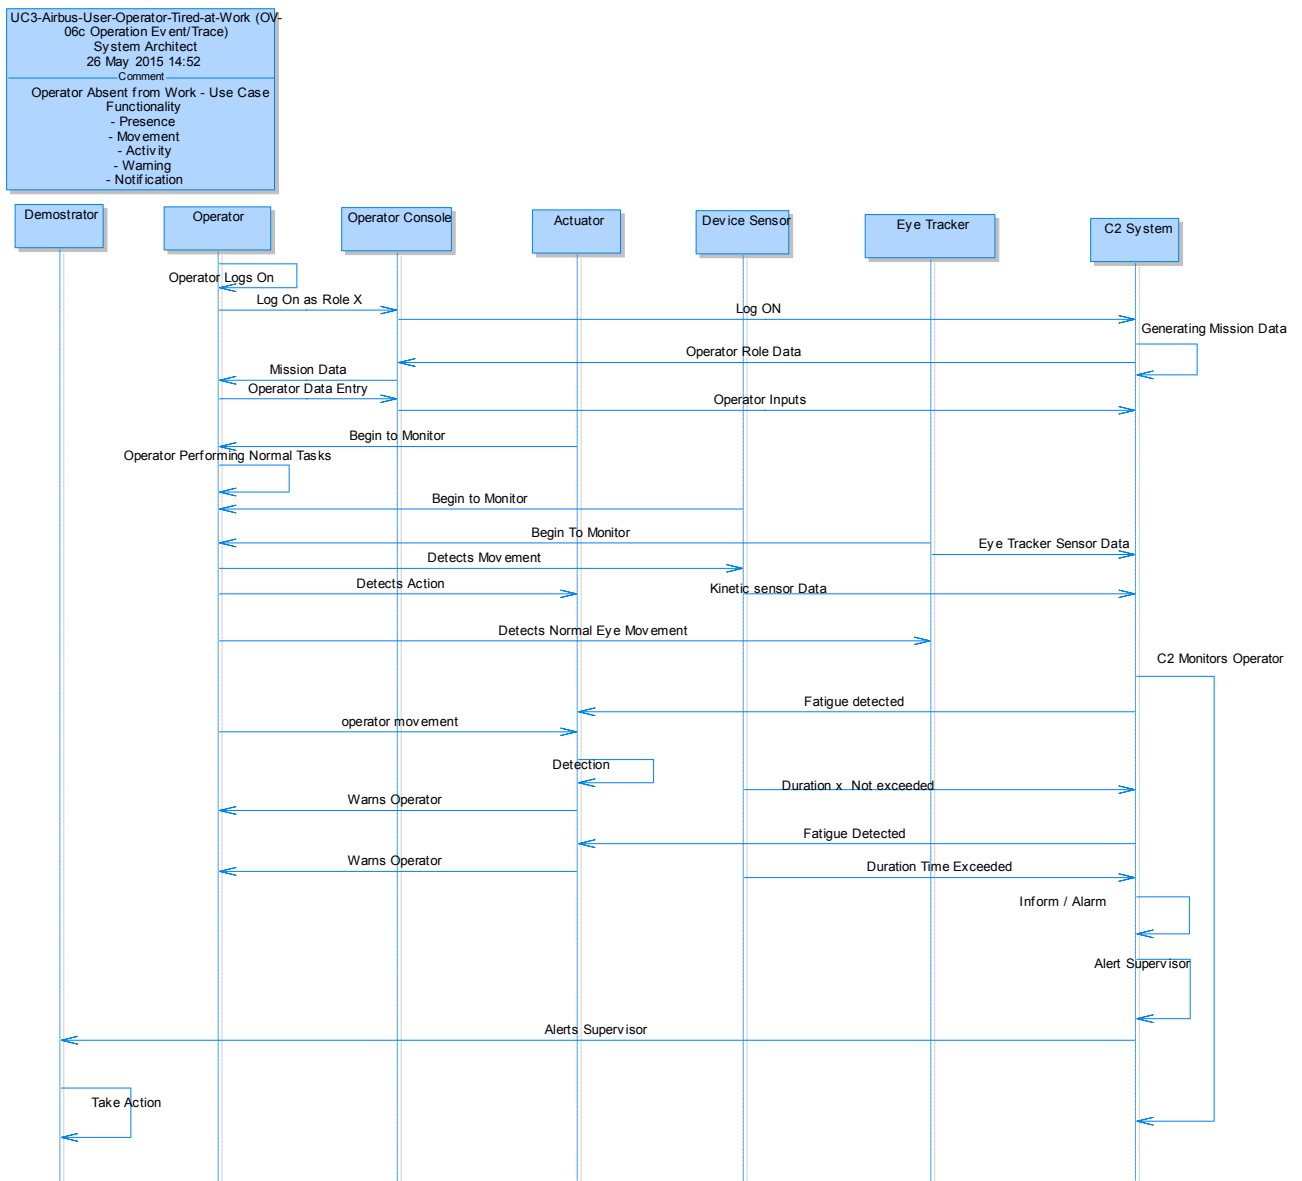 UC3-Airbus-User-Operator-Tired-at-Work (OV-
06c Operation Event/Trace)
System Architect
26 May 2015 14:52
Comment
Operator Absent from Work - Use Case
Functionality
- Presence
- Movement
- Activity
- Warning
- Notification
Demostrator
Operator
Operator Console
Actuator
Device Sensor
Eye Tracker
C2 System
Operator Logs On
Log On as Role X
Log ON
Generating Mission Data
Operator Role Data
Mission Data
Operator Data Entry
Operator Inputs
Begin to Monitor
Operator Performing Normal Tasks
Begin to Monitor
Begin To Monitor
Eye Tracker Sensor Data
Detects Movement
Detects Action
Kinetic sensor Data
Detects Normal Eye Movement
C2 Monitors Operator
Fatigue detected
operator movement
Detection
Duration x Not exceeded
Warns Operator
Fatigue Detected
Warns Operator
Duration Time Exceeded
Inform / Alarm
Alert Supervisor
Alerts Supervisor
Take Action